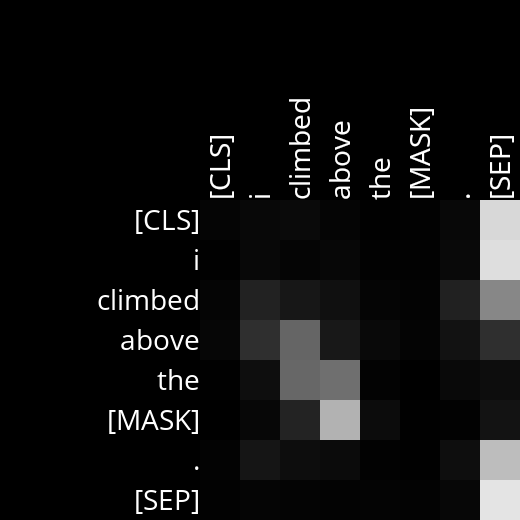 [CLS] i climbed above the [MASK] . [SEP]
[CLS]
i
climbed
above
the
[MASK]
.
[SEP]